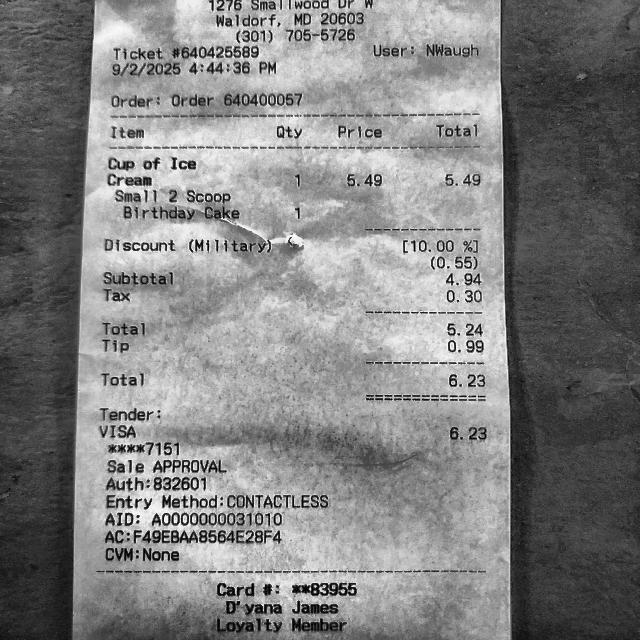 1276 Smallwood Dr W
Waldorf, MD 20603
(301) 705-5726
Ticket #640425589 User: NWaugh
9/2/2025 4:44:36 PM
Order: Order 640400057
Item Qty Price Total
Cup of Ice
Cream 1 5.49 5.49
Small 2 Scoop
Birthday Cake 1
Discount (Military) [10.00 %]
(0.55)
Subtotal 4.94
Tax 0.30
Total 5.24
Tip 0.99
Total 6.23
Tender:
VISA 6.23
****7151
Sale APPROVAL
Auth:832601
Entry Method:CONTACTLESS
AID: A0000000031010
AC:F49EBAA8564E28F4
CVM:None
Card #: **83955
D'yana James
Loyalty Member